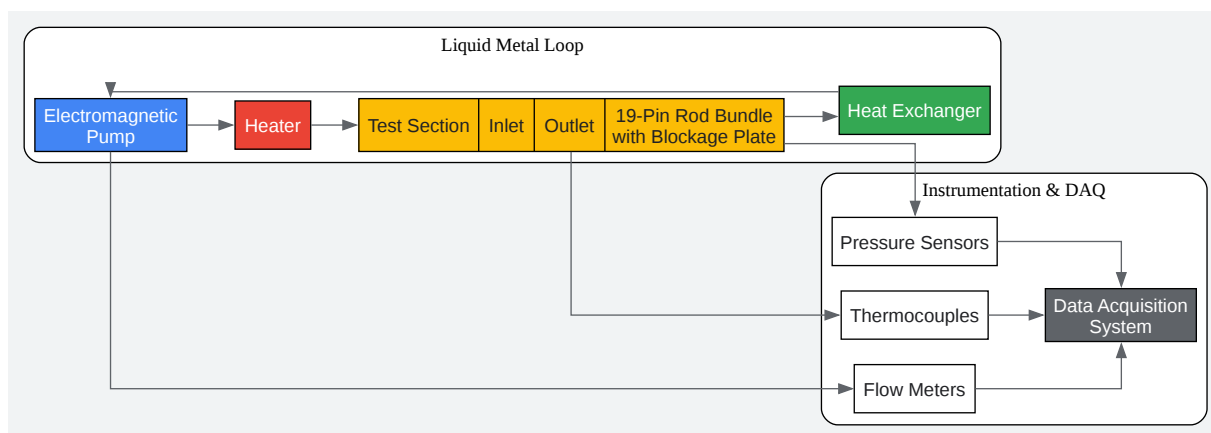 Liquid Metal Loop
Electromagnetic
Pump
Heater
Test Section
Inlet
Outlet
19-Pin Rod Bundle
with Blockage Plate
Heat Exchanger
Instrumentation & DAQ
Pressure Sensors
Thermocouples
Data Acquisition
System
Flow Meters